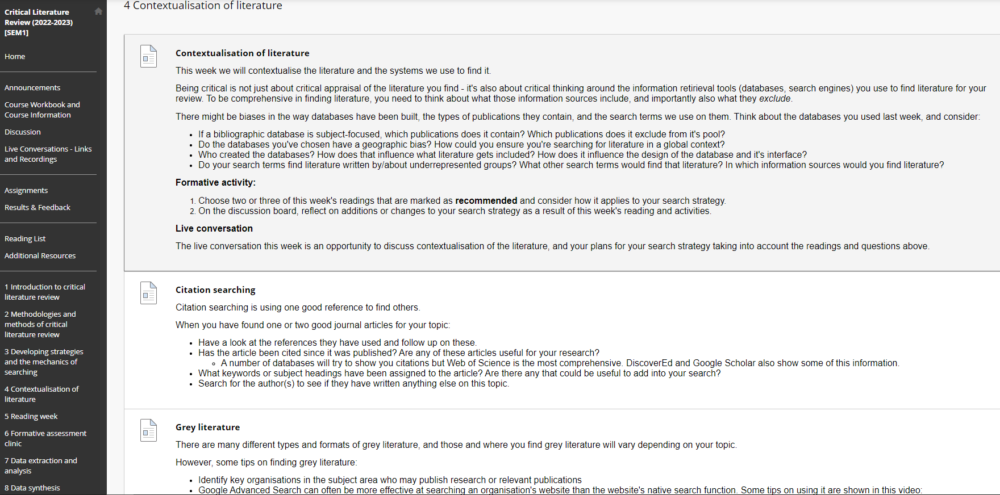 Critical Literature
Review (2022-2023)
[SEM1]
Home
Announcements
Course Workbook and
Course Information
Discussion
Live Conversations - Links
and Recordings
Assignments
Results & Feedback
Reading List
Additional Resources
1 Introduction to critical
literature review
2 Methodologies and
methods of critical
literature review
3 Developing strategies
and the mechanics of
searching
4 Contextualisation of
literature
5 Reading week
6 Formative assessment
clinic
7 Data extraction and
analysis
8 Data synthesis
4 Contextualisation of literature
Contextualisation of literature
This week we will contextualise the literature and the systems we use to find it.
Being critical is not just about critical appraisal of the literature you find - it's also about critical thinking around the information retirieval tools (databases, search engines) you use to find literature for your
review. To be comprehensive in finding literature, you need to think about what those information sources include, and importantly also what they exclude.
There might be biases in the way databases have been built, the types of publications they contain, and the search terms we use on them. Think about the databases you used last week, and consider:
• If a bibliographic database is subject-focused, which publications does it contain? Which publications does it exclude from it's pool?
• Do the databases you've chosen have a geographic bias? How could you ensure you're searching for literature in a global context?
• Who created the databases? How does that influence what literature gets included? How does it influence the design of the database and it's interface?
• Do your search terms find literature written by/about underrepresented groups? What other search terms would find that literature? In which information sources would you find literature?
Formative activity:
1. Choose two or three of this week's readings that are marked as recommended and consider how it applies to your search strategy.
2. On the discussion board, reflect on additions or changes to your search strategy as a result of this week's reading and activities.
Live conversation
The live conversation this week is an opportunity to discuss contextualisation of the literature, and your plans for your search strategy taking into account the readings and questions above.
Citation searching
Citation searching is using one good reference to find others.
When you have found one or two good journal articles for your topic:
• Have a look at the references they have used and follow up on these.
• Has the article been cited since it was published? Are any of these articles useful for your research?
◦ A number of databases will try to show you citations but Web of Science is the most comprehensive. DiscoverEd and Google Scholar also show some of this information.
• What keywords or subject headings have been assigned to the article? Are there any that could be useful to add into your search?
• Search for the author(s) to see if they have written anything else on this topic.
Grey literature
There are many different types and formats of grey literature, and those and where you find grey literature will vary depending on your topic.
However, some tips on finding grey literature:
• Identify key organisations in the subject area who may publish research or relevant publications
• Google Advanced Search can often be more effective at searching an organisation's website than the website's native search function. Some tips on using it are shown in this video: